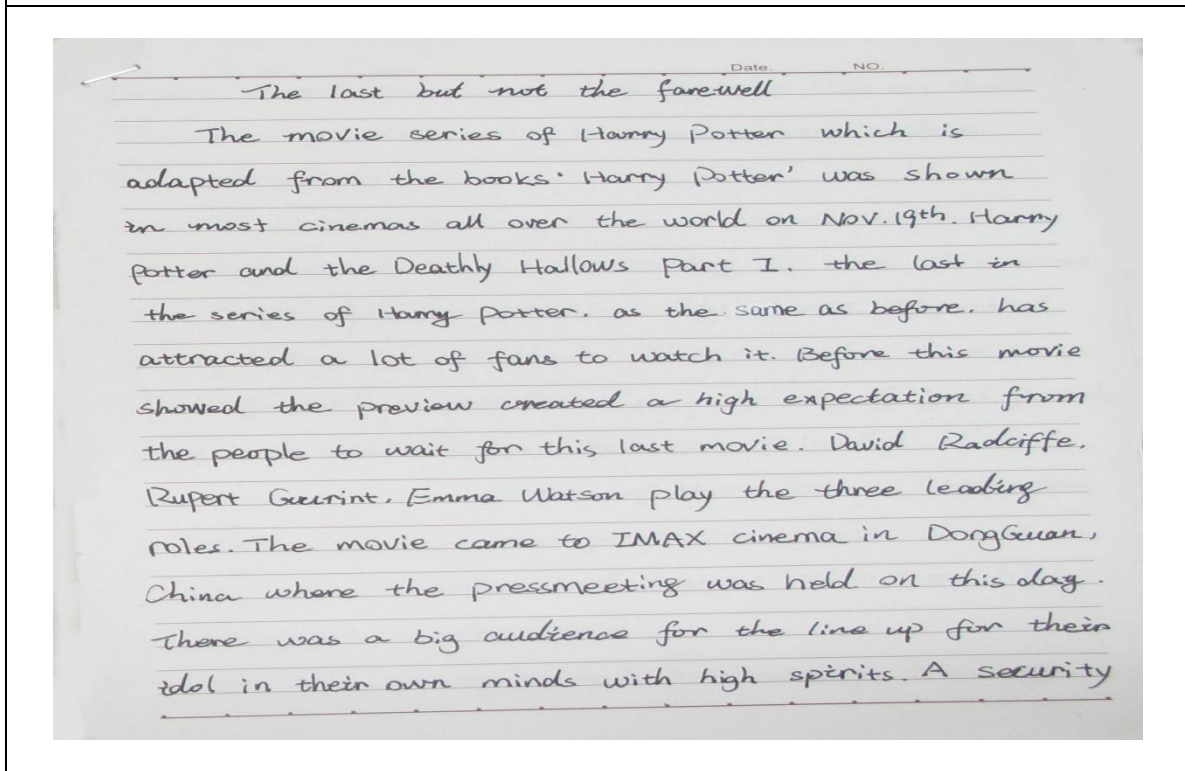 Date. NO.
The last but not the farewell
The movie series of Harry Potter which is
adapted from the books. Harry Potter' was shown
in most cinemas all over the world on Nov. 19th. Harry
potter and the Deathly Hallows Part I. the last in
the series of Harry potter. as the same as before. has
attracted a lot of fans to watch it. Before this movie
showed the preview created a high expectation from
the people to wait for this last movie. David Radciffe.
Rupert Geurint. Emma Watson play the three leading
roles. The movie came to IMAX cinema in DongGuan,
China where the pressmeeting was held on this day.
There was a big audience for the line up for their
idol in their own minds with high spirits. A security